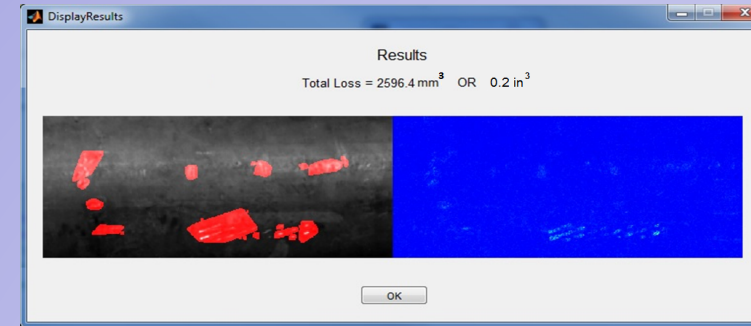 DisplayResults
Results
Total Loss = 2596.4 mm³ OR 0.2 in³
OK